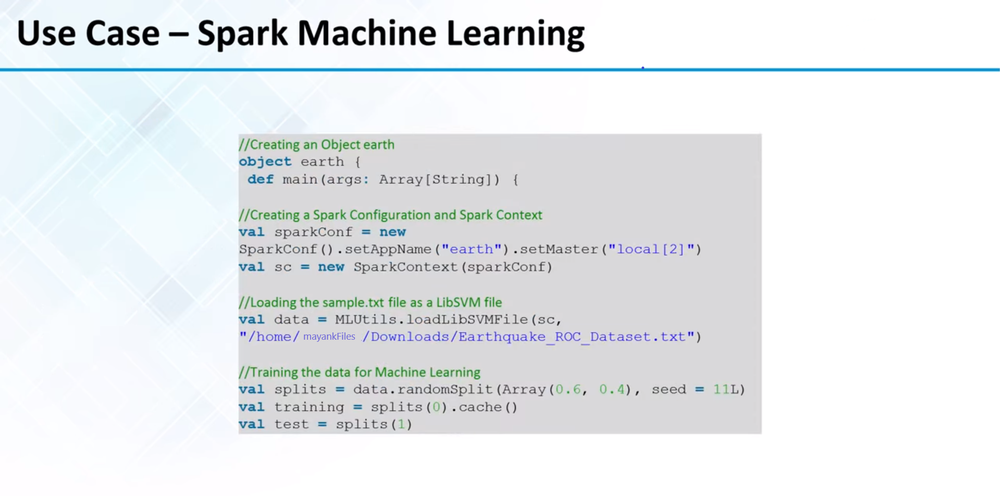 Use Case – Spark Machine Learning
//Creating an Object earth
object earth {
def main(args: Array[String]) {
//Creating a Spark Configuration and Spark Context
val sparkConf = new
SparkConf().setAppName("earth").setMaster("local[2]")
val sc = new SparkContext(sparkConf)
//Loading the sample.txt file as a LibSVM file
val data = MLUtils.loadLibSVMFile(sc,
"/home/ mayankFiles /Downloads/Earthquake_ROC_Dataset.txt")
//Training the data for Machine Learning
val splits = data.randomSplit(Array(0.6, 0.4), seed = 11L)
val training = splits(0).cache()
val test = splits(1)